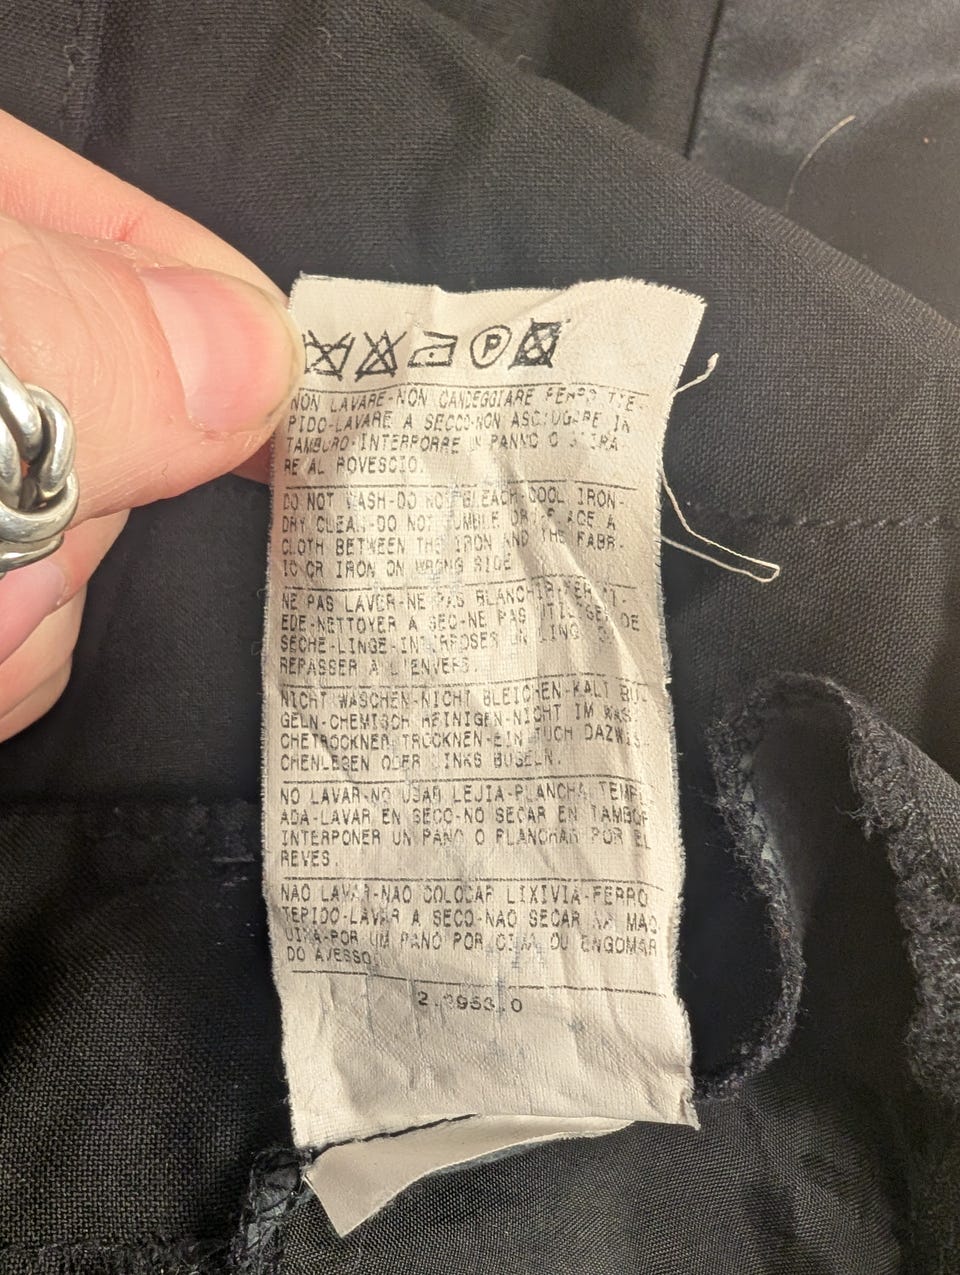 P
NON LAVARE-NON CANDEGGIARE FERRO TIE-
PIDO-LAVARE A SECCO-NON ASCIUGARE IN
TAMBURO-INTERPORRE UN PANNO O STIRA
RE AL ROVESCIO.
DO NOT WASH-DO NOT BLEACH-COOL IRON-
DRY CLEAN-DO NOT TUMBLE DRY-PLACE A
CLOTH BETWEEN THE IRON AND THE FABR-
IC OR IRON ON WRONG SIDE
NE PAS LAVER-NE PAS BLANCHIR-FER TI-
EDE-NETTOYER A SEC-NE PAS UTILISER DE
SECHE-LINGE-INTERPOSER UN LINGE OU
REPASSER A L'ENVERS.
NICHT WASCHEN-NICHT BLEICHEN-KALT BU-
GELN-CHEMISCH REINIGEN-NICHT IM WAS-
CHETROCKNER TROCKNEN-EIN TUCH DAZWIS-
CHENLEGEN ODER LINKS BUGELN.
NO LAVAR-NO USAR LEJIA-PLANCHA TEMPL
ADA-LAVAR EN SECO-NO SECAR EN TAMBOR
INTERPONER UN PANO O PLANCHAR POR EL
REVES.
NAO LAVAR-NAO COLOCAR LIXIVIA-FERRO
TEPIDO-LAVAR A SECO-NAO SECAR NA MAQ
UINA-POR UM PANO POR CIMA OU ENGOMAR
DO AVESSO